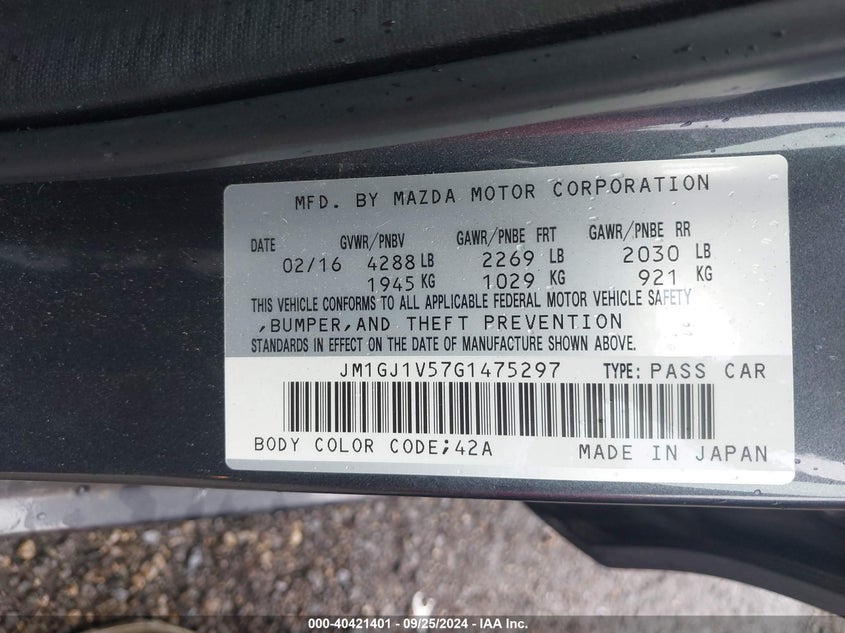 MFD. BY MAZDA MOTOR CORPORATION
DATE GVWR/PNBV GAWR/PNBE FRT GAWR/PNBE RR
02/16 4288 LB 2269 LB 2030 LB
1945 KG 1029 KG 921 KG
THIS VEHICLE CONFORMS TO ALL APPLICABLE FEDERAL MOTOR VEHICLE SAFETY
,BUMPER,AND THEFT PREVENTION
STANDARDS IN EFFECT ON THE DATE OF MANUFACTURE SHOWN ABOVE.
JM1GJ1V57G1475297 TYPE: PASS CAR
BODY COLOR CODE;42A MADE IN JAPAN
000-40421401 - 09/25/2024 - IAA Inc.